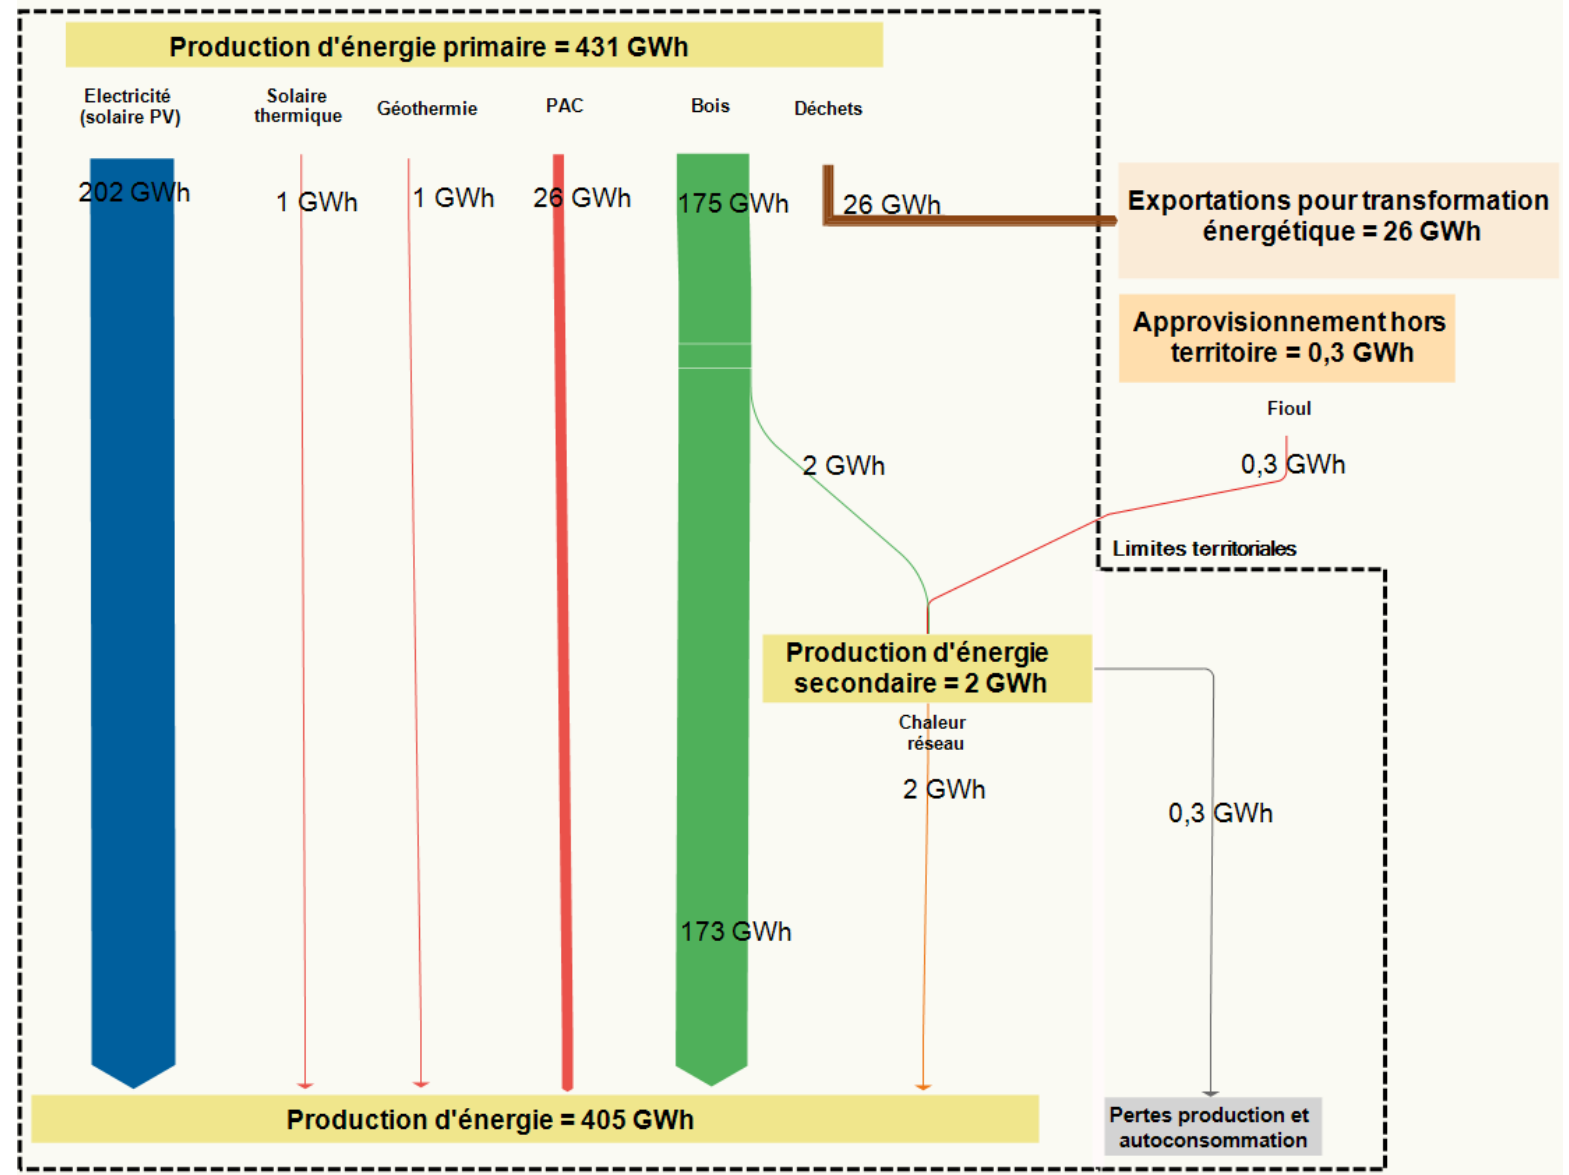 Production d'énergie primaire = 431 GWh
Electricité
(solaire PV)
Solaire
thermique
Géothermie
PAC
Bois
Déchets
202 GWh
1 GWh
1 GWh
26 GWh
175 GWh
26 GWh
Exportations pour transformation
énergétique = 26 GWh
Approvisionnement hors
territoire = 0,3 GWh
Fioul
0,3 GWh
2 GWh
Limites territoriales
Production d'énergie
secondaire = 2 GWh
Chaleur
réseau
2 GWh
0,3 GWh
173 GWh
Production d'énergie = 405 GWh
Pertes production et
autoconsommation